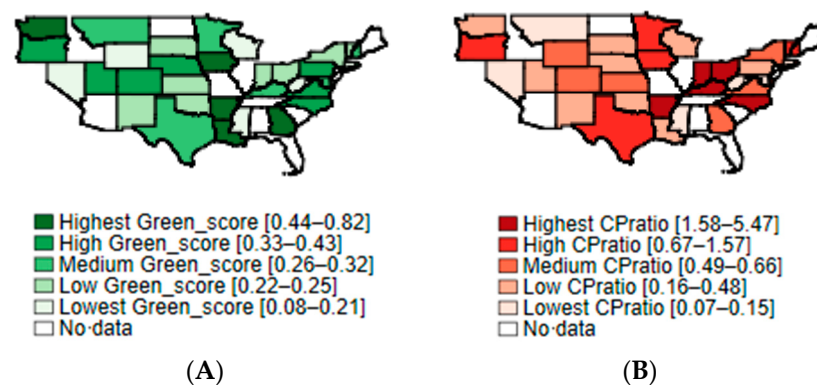 Highest Green_score [0.44–0.82]
High Green_score [0.33–0.43]
Medium Green_score [0.26–0.32]
Low Green_score [0.22–0.25]
Lowest Green_score [0.08–0.21]
No·data
(A)
Highest CPratio [1.58–5.47]
High CPratio [0.67–1.57]
Medium CPratio [0.49–0.66]
Low CPratio [0.16–0.48]
Lowest CPratio [0.07–0.15]
No·data
(B)